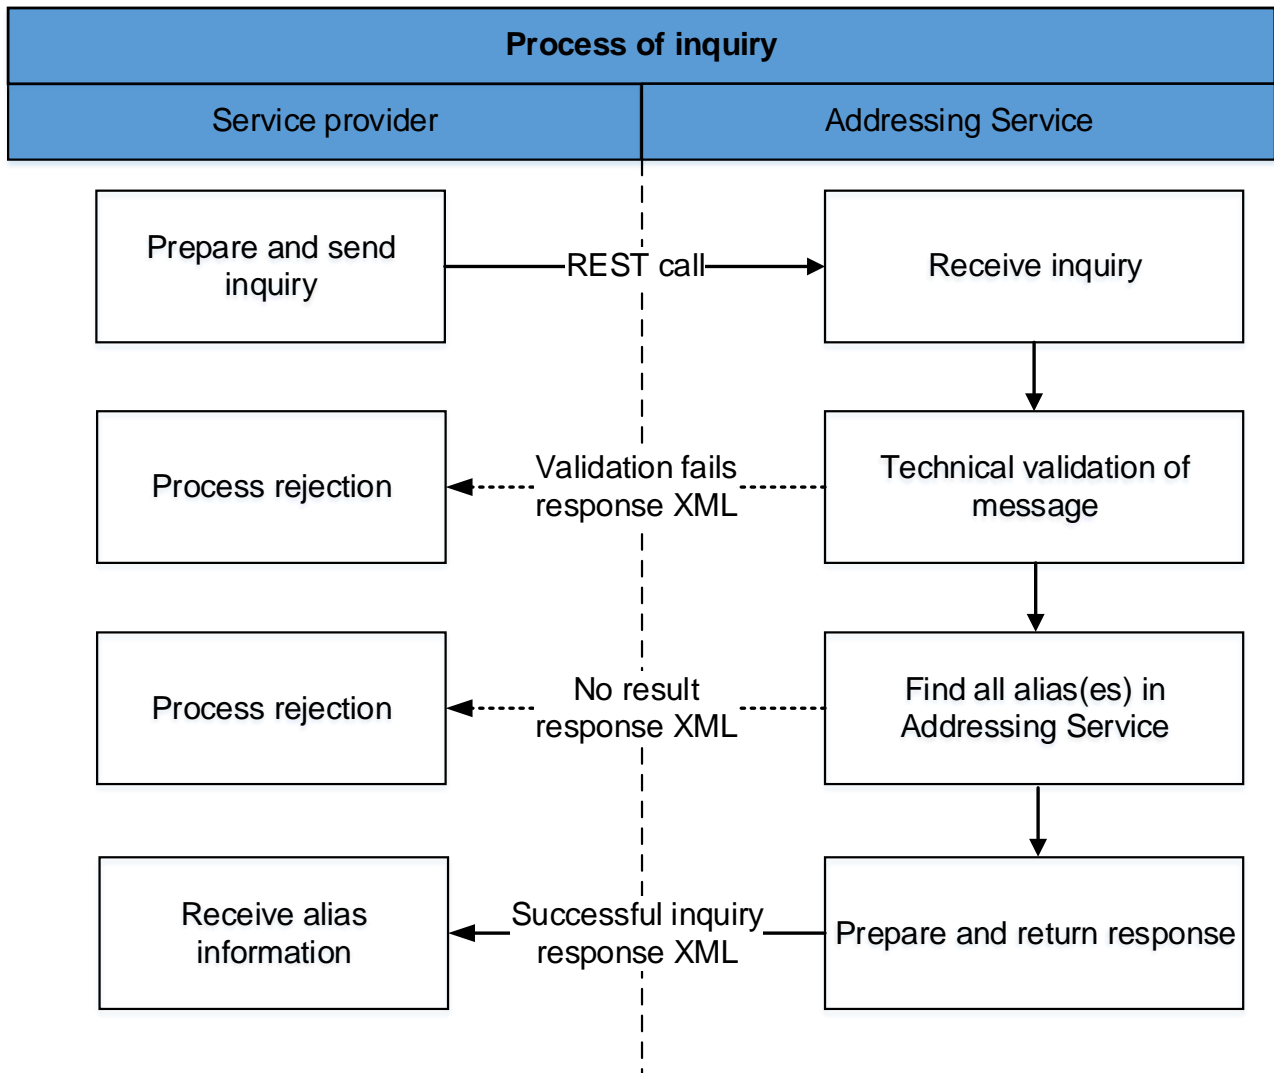 Process of inquiry
Service provider
Addressing Service
Prepare and send
inquiry
REST call
Receive inquiry
Process rejection
Validation fails
response XML
Technical validation of
message
Process rejection
No result
response XML
Find all alias(es) in
Addressing Service
Receive alias
information
Successful inquiry
response XML
Prepare and return response